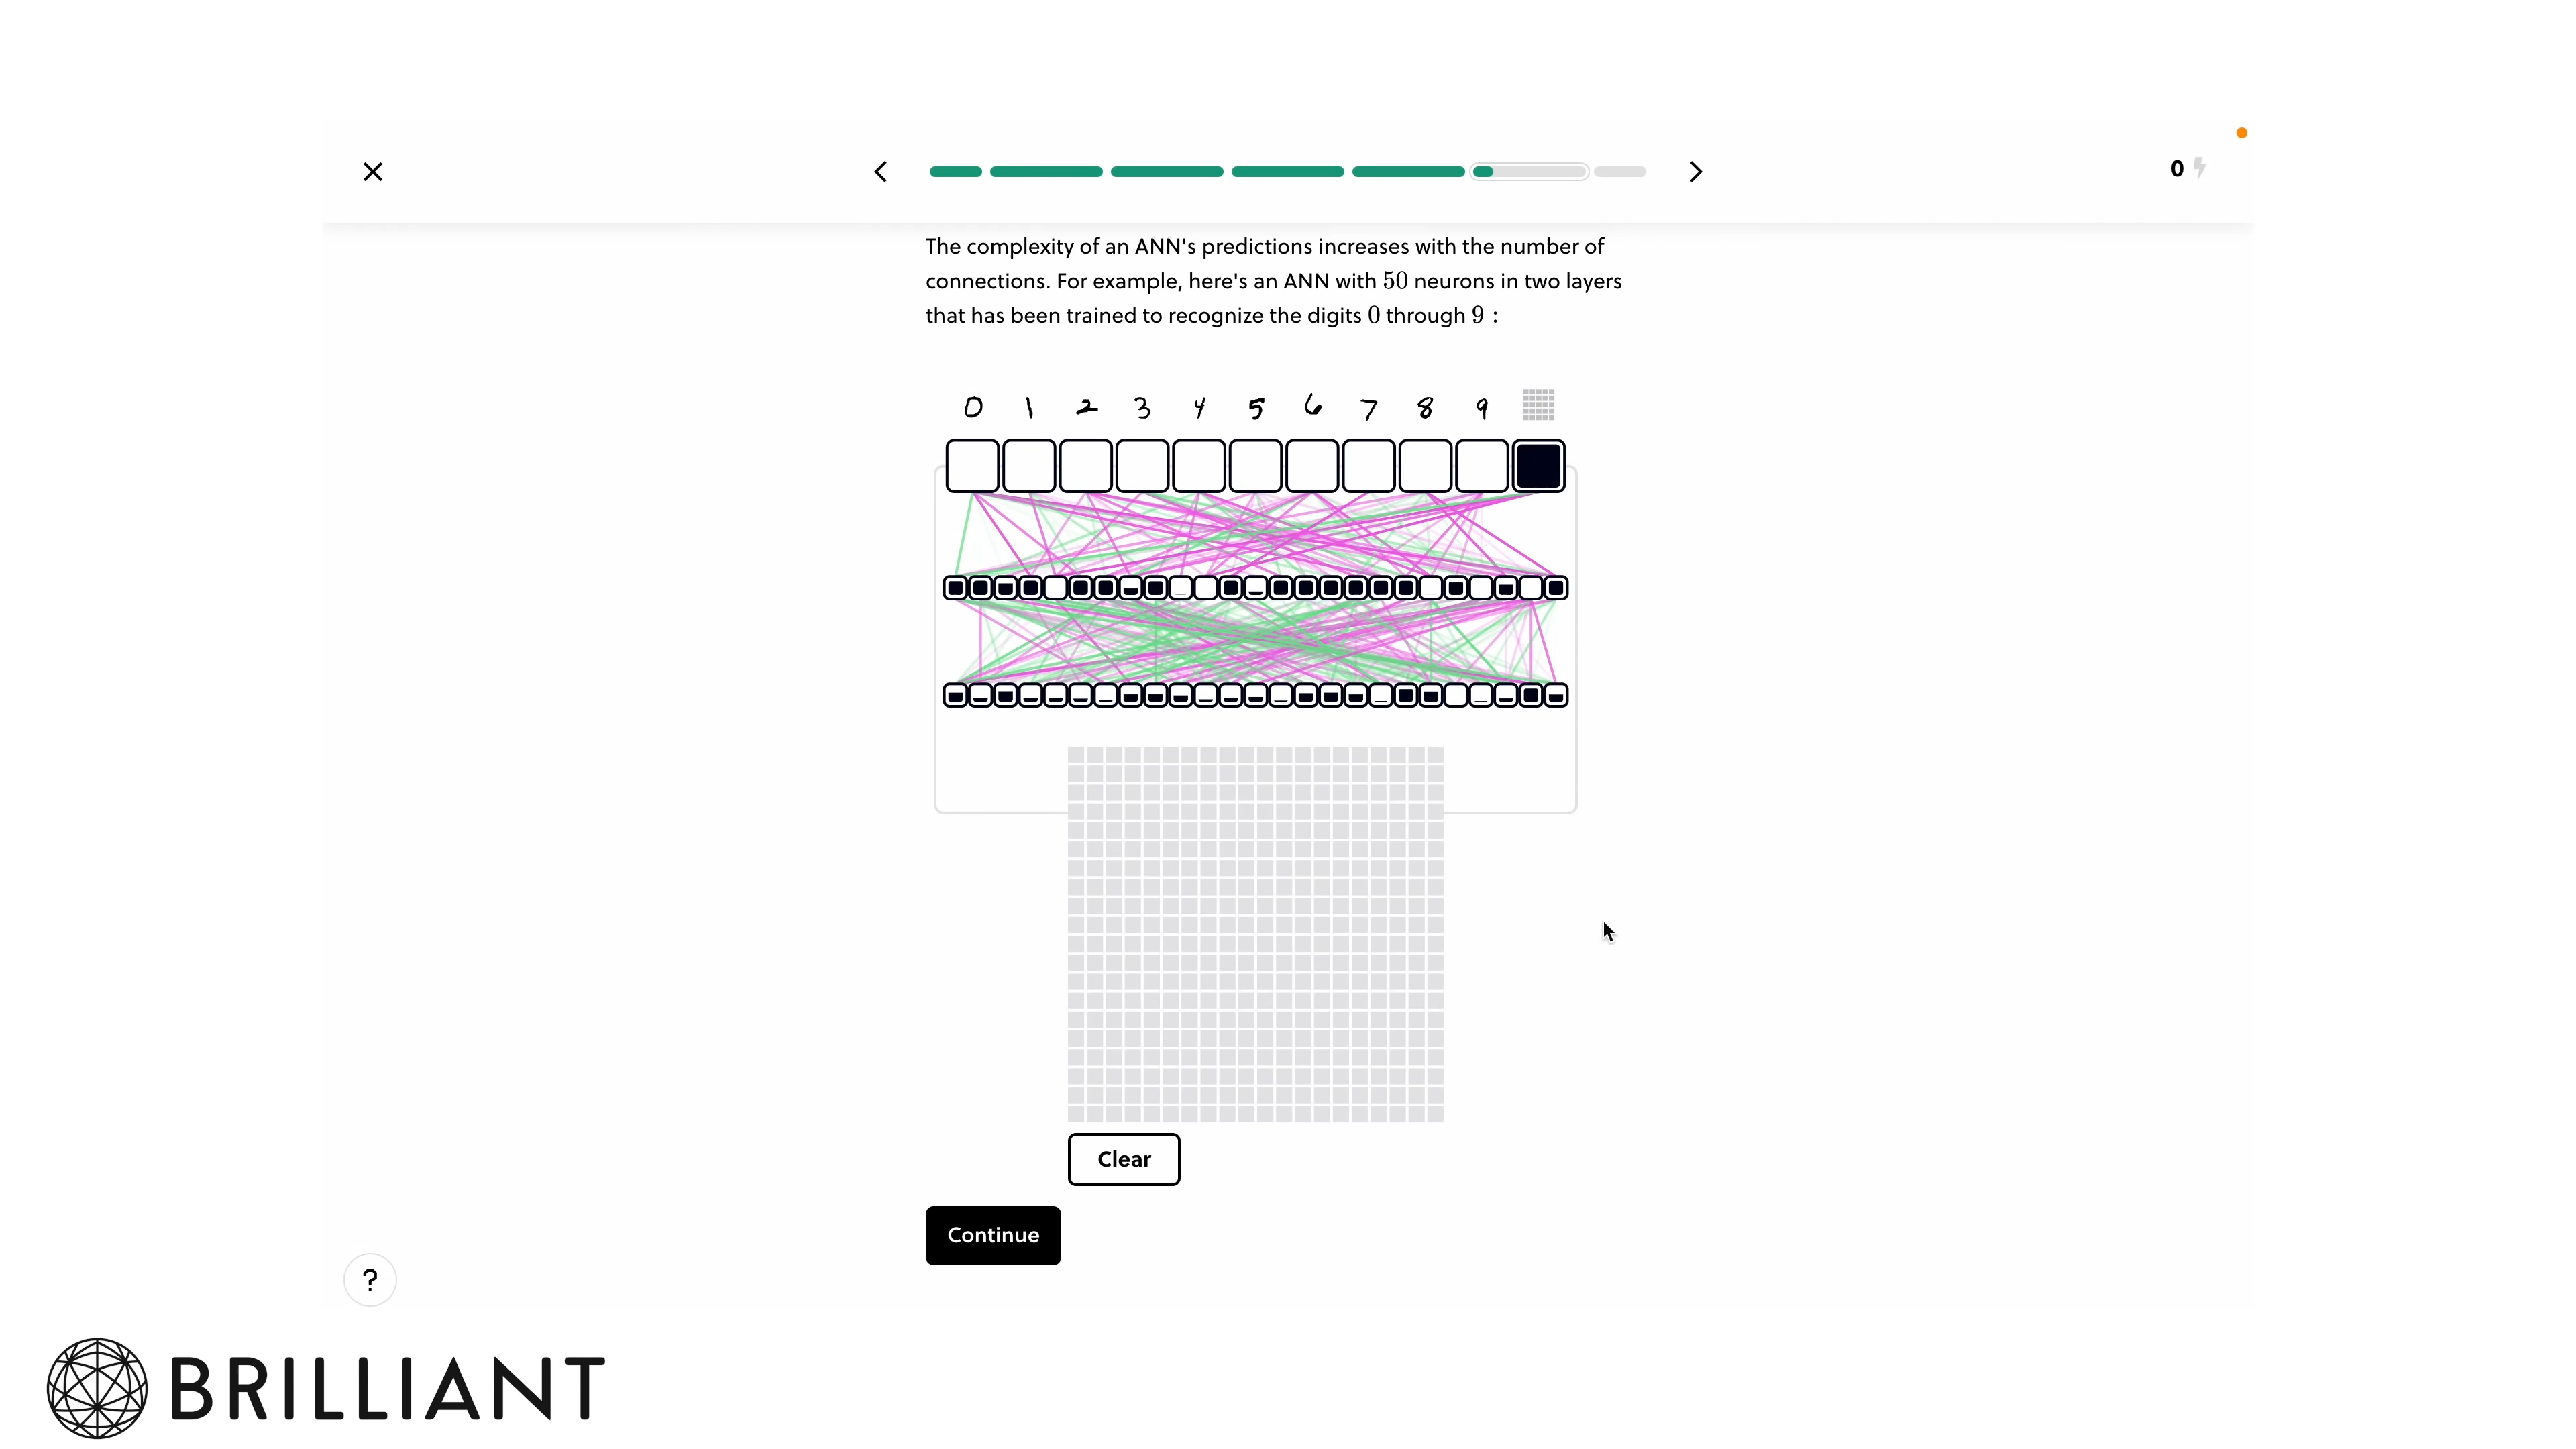 0
The complexity of an ANN's predictions increases with the number of
connections. For example, here's an ANN with 50 neurons in two layers
that has been trained to recognize the digits 0 through 9 :
0 1 2 3 4 5 6 7 8 9
Clear
Continue
?
BRILLIANT